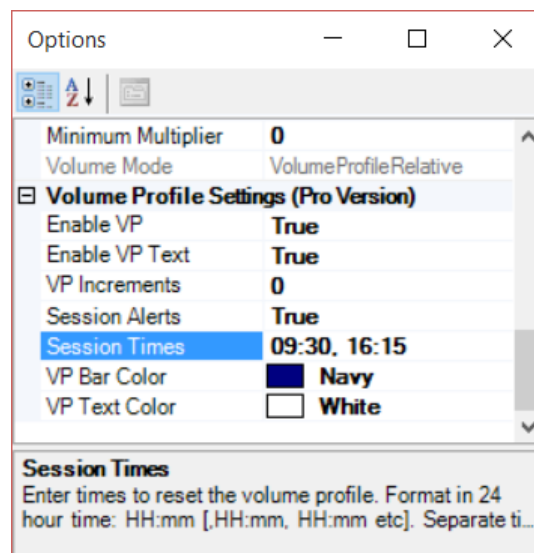 Options
A
Z
Minimum Multiplier 0
Volume Mode VolumeProfileRelative
Volume Profile Settings (Pro Version)
Enable VP True
Enable VP Text True
VP Increments 0
Session Alerts True
Session Times 09:30, 16:15
VP Bar Color Navy
VP Text Color White
Session Times
Enter times to reset the volume profile. Format in 24
hour time: HH:mm [,HH:mm, HH:mm etc]. Separate ti...